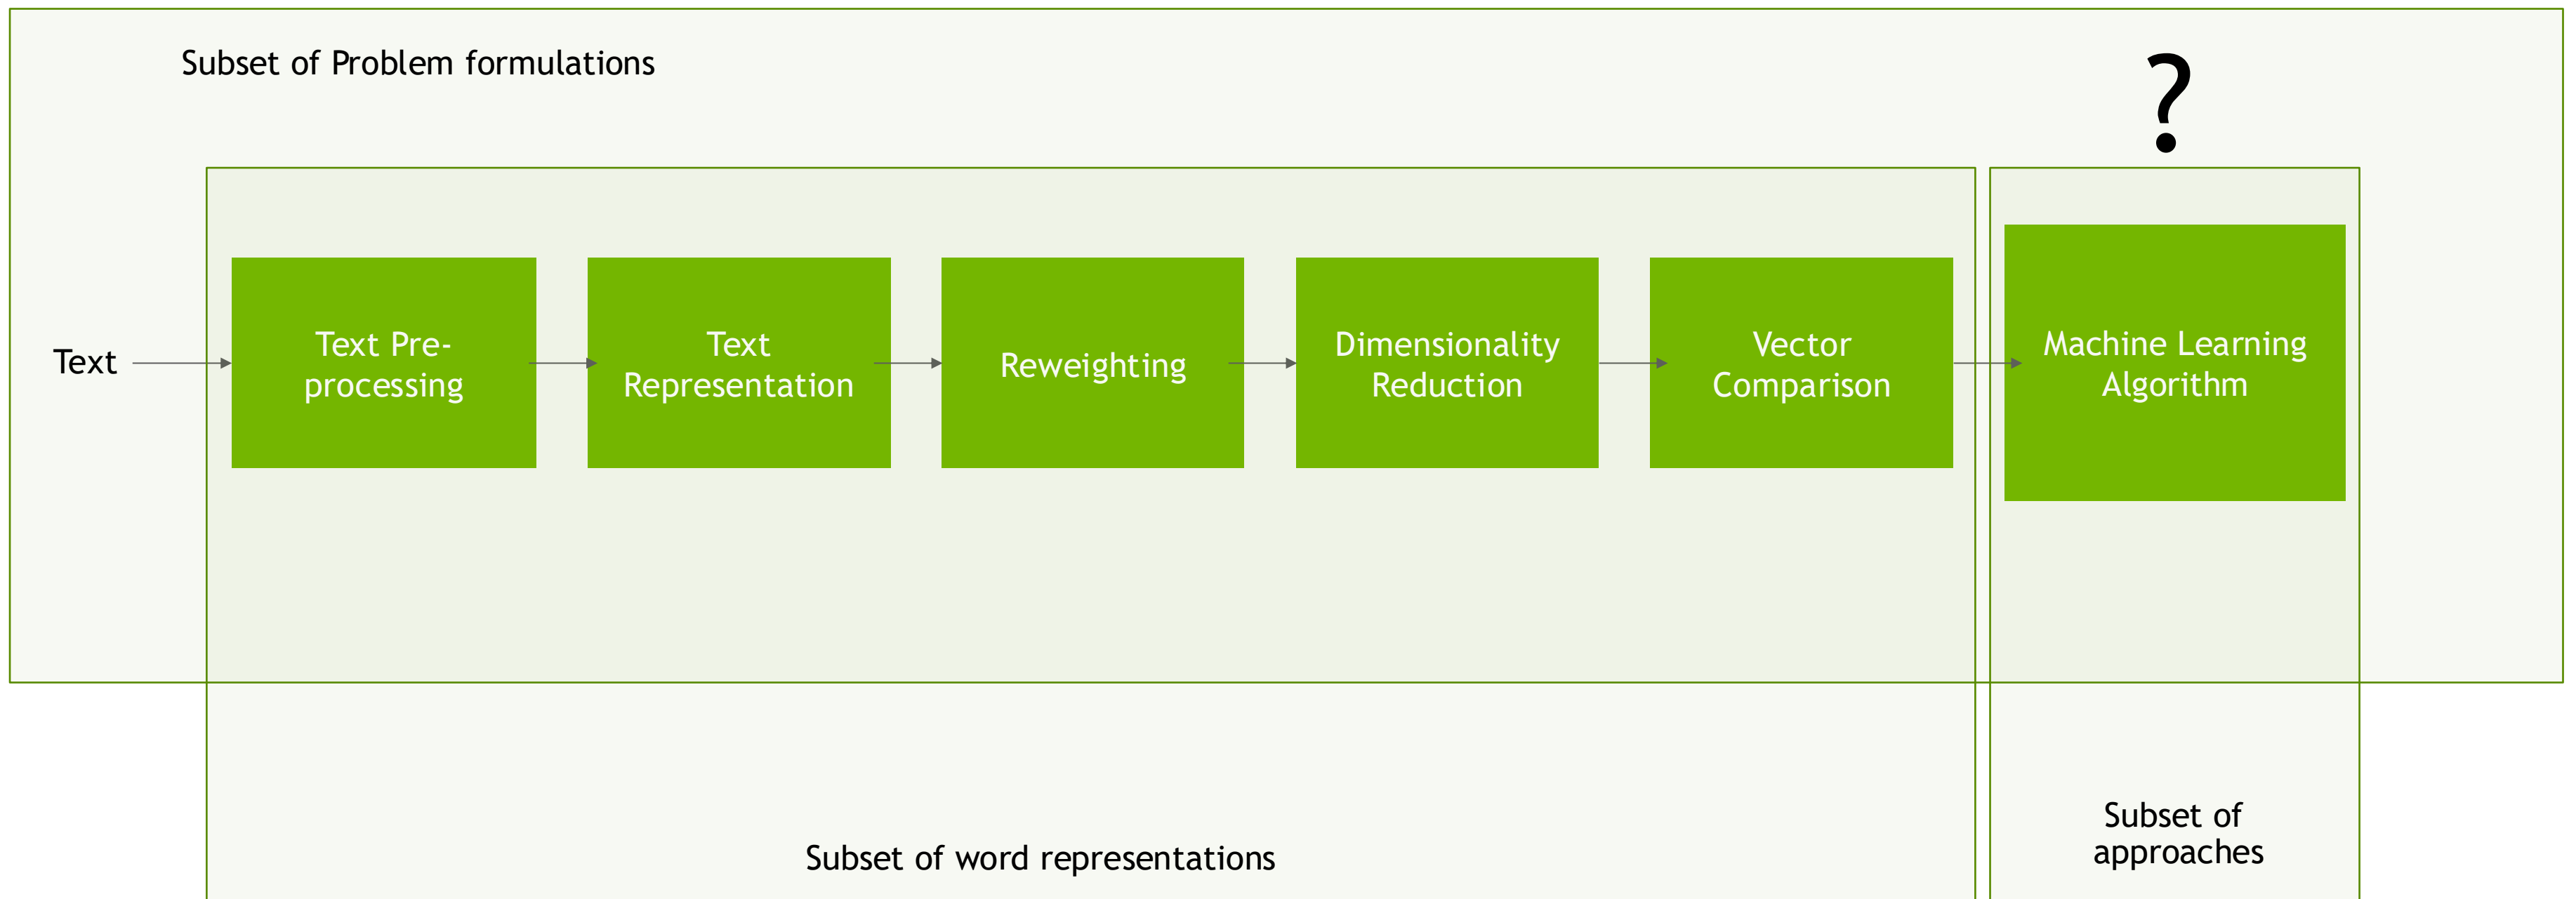 Subset of Problem formulations
?
Text
Text Pre-
processing
Text
Representation
Reweighting
Dimensionality
Reduction
Vector
Comparison
Machine Learning
Algorithm
Subset of word representations
Subset of
approaches